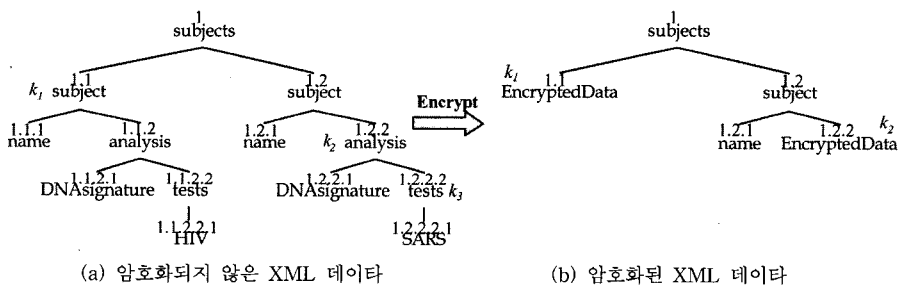 1
subjects
k1 1.1 subject
1.2 subject
1.1.1 name
1.1.2 analysis
1.2.1 name
k2 1.2.2 analysis
1.1.2.1 DNAsignature
1.1.2.2 tests
1.2.2.1 DNAsignature
1.2.2.2 tests k3
1.1.2.2.1 HIV
1.2.2.2.1 SARS
(a) 암호화되지 않은 XML 데이타
Encrypt
1
subjects
k1 1.1 EncryptedData
1.2 subject
1.2.1 name
1.2.2 EncryptedData k2
(b) 암호화된 XML 데이타